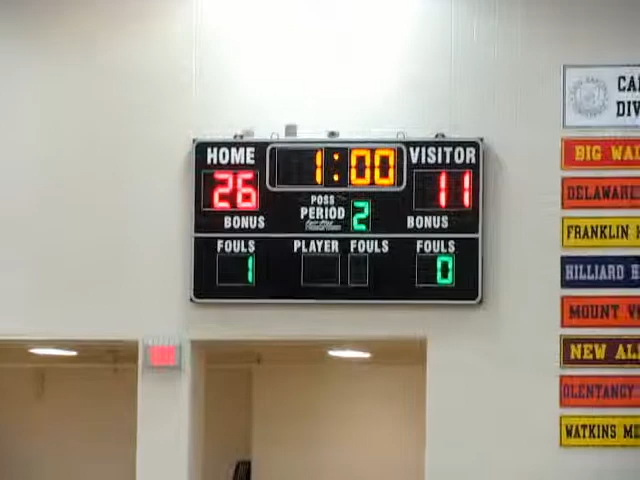 HOME 1:00 VISITOR
26 11
POSS
PERIOD 2
BONUS BONUS
FOULS PLAYER FOULS FOULS
1 0
BIG WAL
DELAWARE
FRANKLIN H
HILLIARD
MOUNT V
NEW AL
OLENTANGY
WATKINS ME